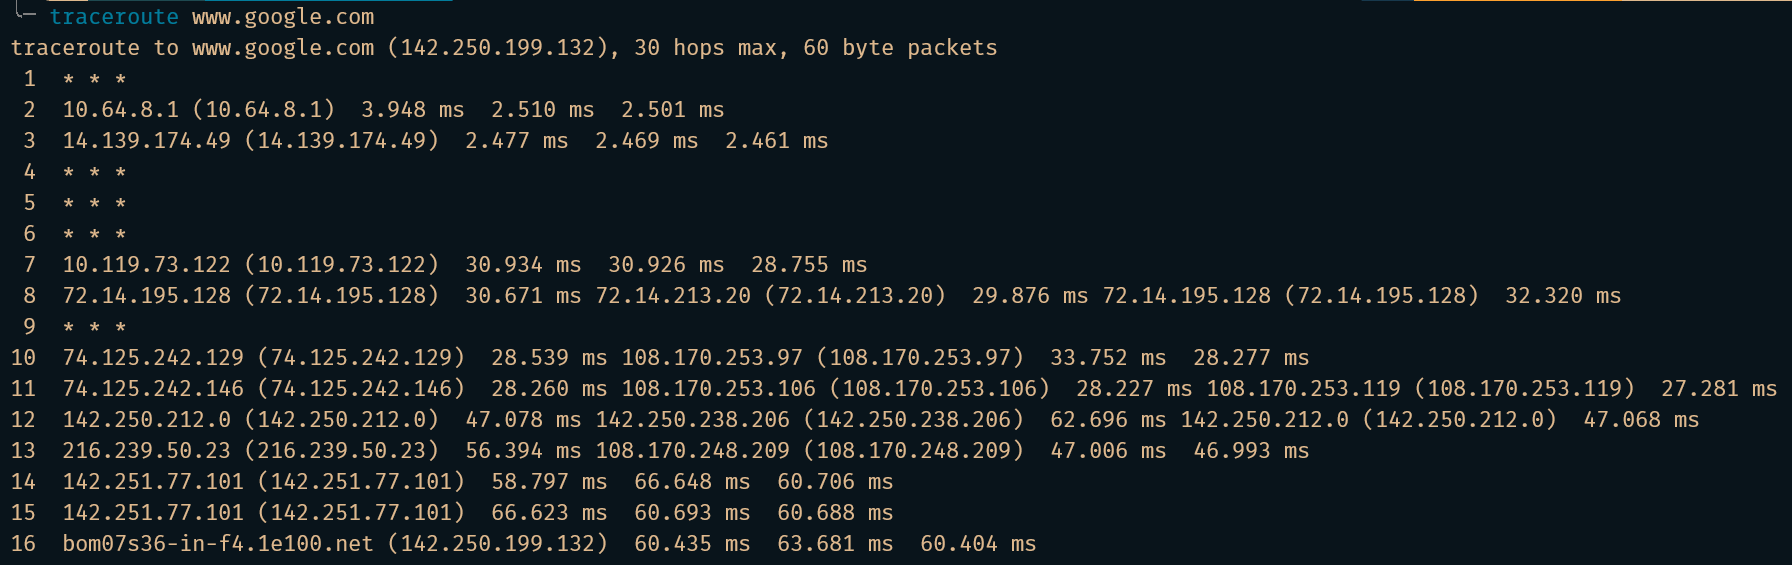 ╰─ traceroute www.google.com
traceroute to www.google.com (142.250.199.132), 30 hops max, 60 byte packets
 1  * * *
 2  10.64.8.1 (10.64.8.1)  3.948 ms  2.510 ms  2.501 ms
 3  14.139.174.49 (14.139.174.49)  2.477 ms  2.469 ms  2.461 ms
 4  * * *
 5  * * *
 6  * * *
 7  10.119.73.122 (10.119.73.122)  30.934 ms  30.926 ms  28.755 ms
 8  72.14.195.128 (72.14.195.128)  30.671 ms 72.14.213.20 (72.14.213.20)  29.876 ms 72.14.195.128 (72.14.195.128)  32.320 ms
 9  * * *
10  74.125.242.129 (74.125.242.129)  28.539 ms 108.170.253.97 (108.170.253.97)  33.752 ms  28.277 ms
11  74.125.242.146 (74.125.242.146)  28.260 ms 108.170.253.106 (108.170.253.106)  28.227 ms 108.170.253.119 (108.170.253.119)  27.281 ms
12  142.250.212.0 (142.250.212.0)  47.078 ms 142.250.238.206 (142.250.238.206)  62.696 ms 142.250.212.0 (142.250.212.0)  47.068 ms
13  216.239.50.23 (216.239.50.23)  56.394 ms 108.170.248.209 (108.170.248.209)  47.006 ms  46.993 ms
14  142.251.77.101 (142.251.77.101)  58.797 ms  66.648 ms  60.706 ms
15  142.251.77.101 (142.251.77.101)  66.623 ms  60.693 ms  60.688 ms
16  bom07s36-in-f4.1e100.net (142.250.199.132)  60.435 ms  63.681 ms  60.404 ms